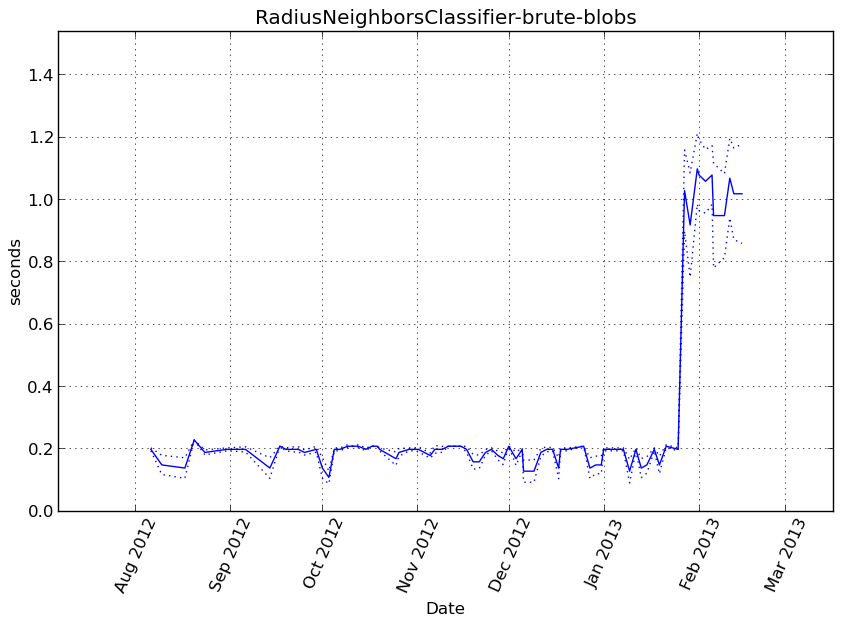 RadiusNeighborsClassifier-brute-blobs
1.4
1.2
1.0
0.8
0.6
0.4
0.2
0.0
seconds
Aug 2012
Sep 2012
Oct 2012
Nov 2012
Dec 2012
Jan 2013
Feb 2013
Mar 2013
Date